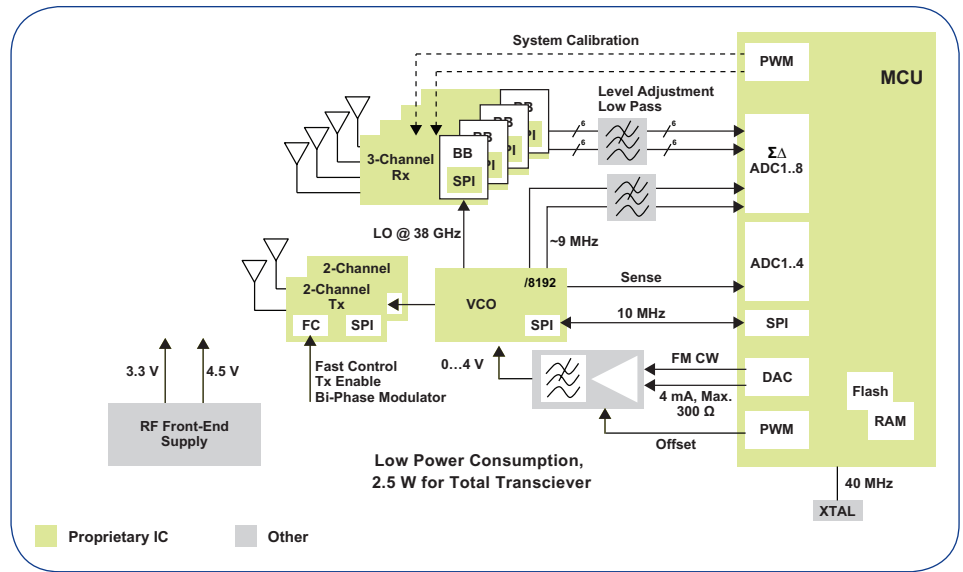 System Calibration
PWM
MCU
Level Adjustment
Low Pass
BB
BB
BB
BB
SPI
PI
PI
PI
3-Channel
Rx
6
6
6
6
ΣΔ
ADC1..8
LO @ 38 GHz
~9 MHz
ADC1..4
2-Channel
2-Channel
Tx
FC
SPI
/8192
VCO
SPI
Sense
10 MHz
SPI
3.3 V
4.5 V
Fast Control
Tx Enable
Bi-Phase Modulator
0...4 V
FM CW
4 mA, Max.
300 Ω
DAC
Flash
RAM
RF Front-End
Supply
Offset
PWM
Low Power Consumption,
2.5 W for Total Transciever
40 MHz
XTAL
Proprietary IC
Other